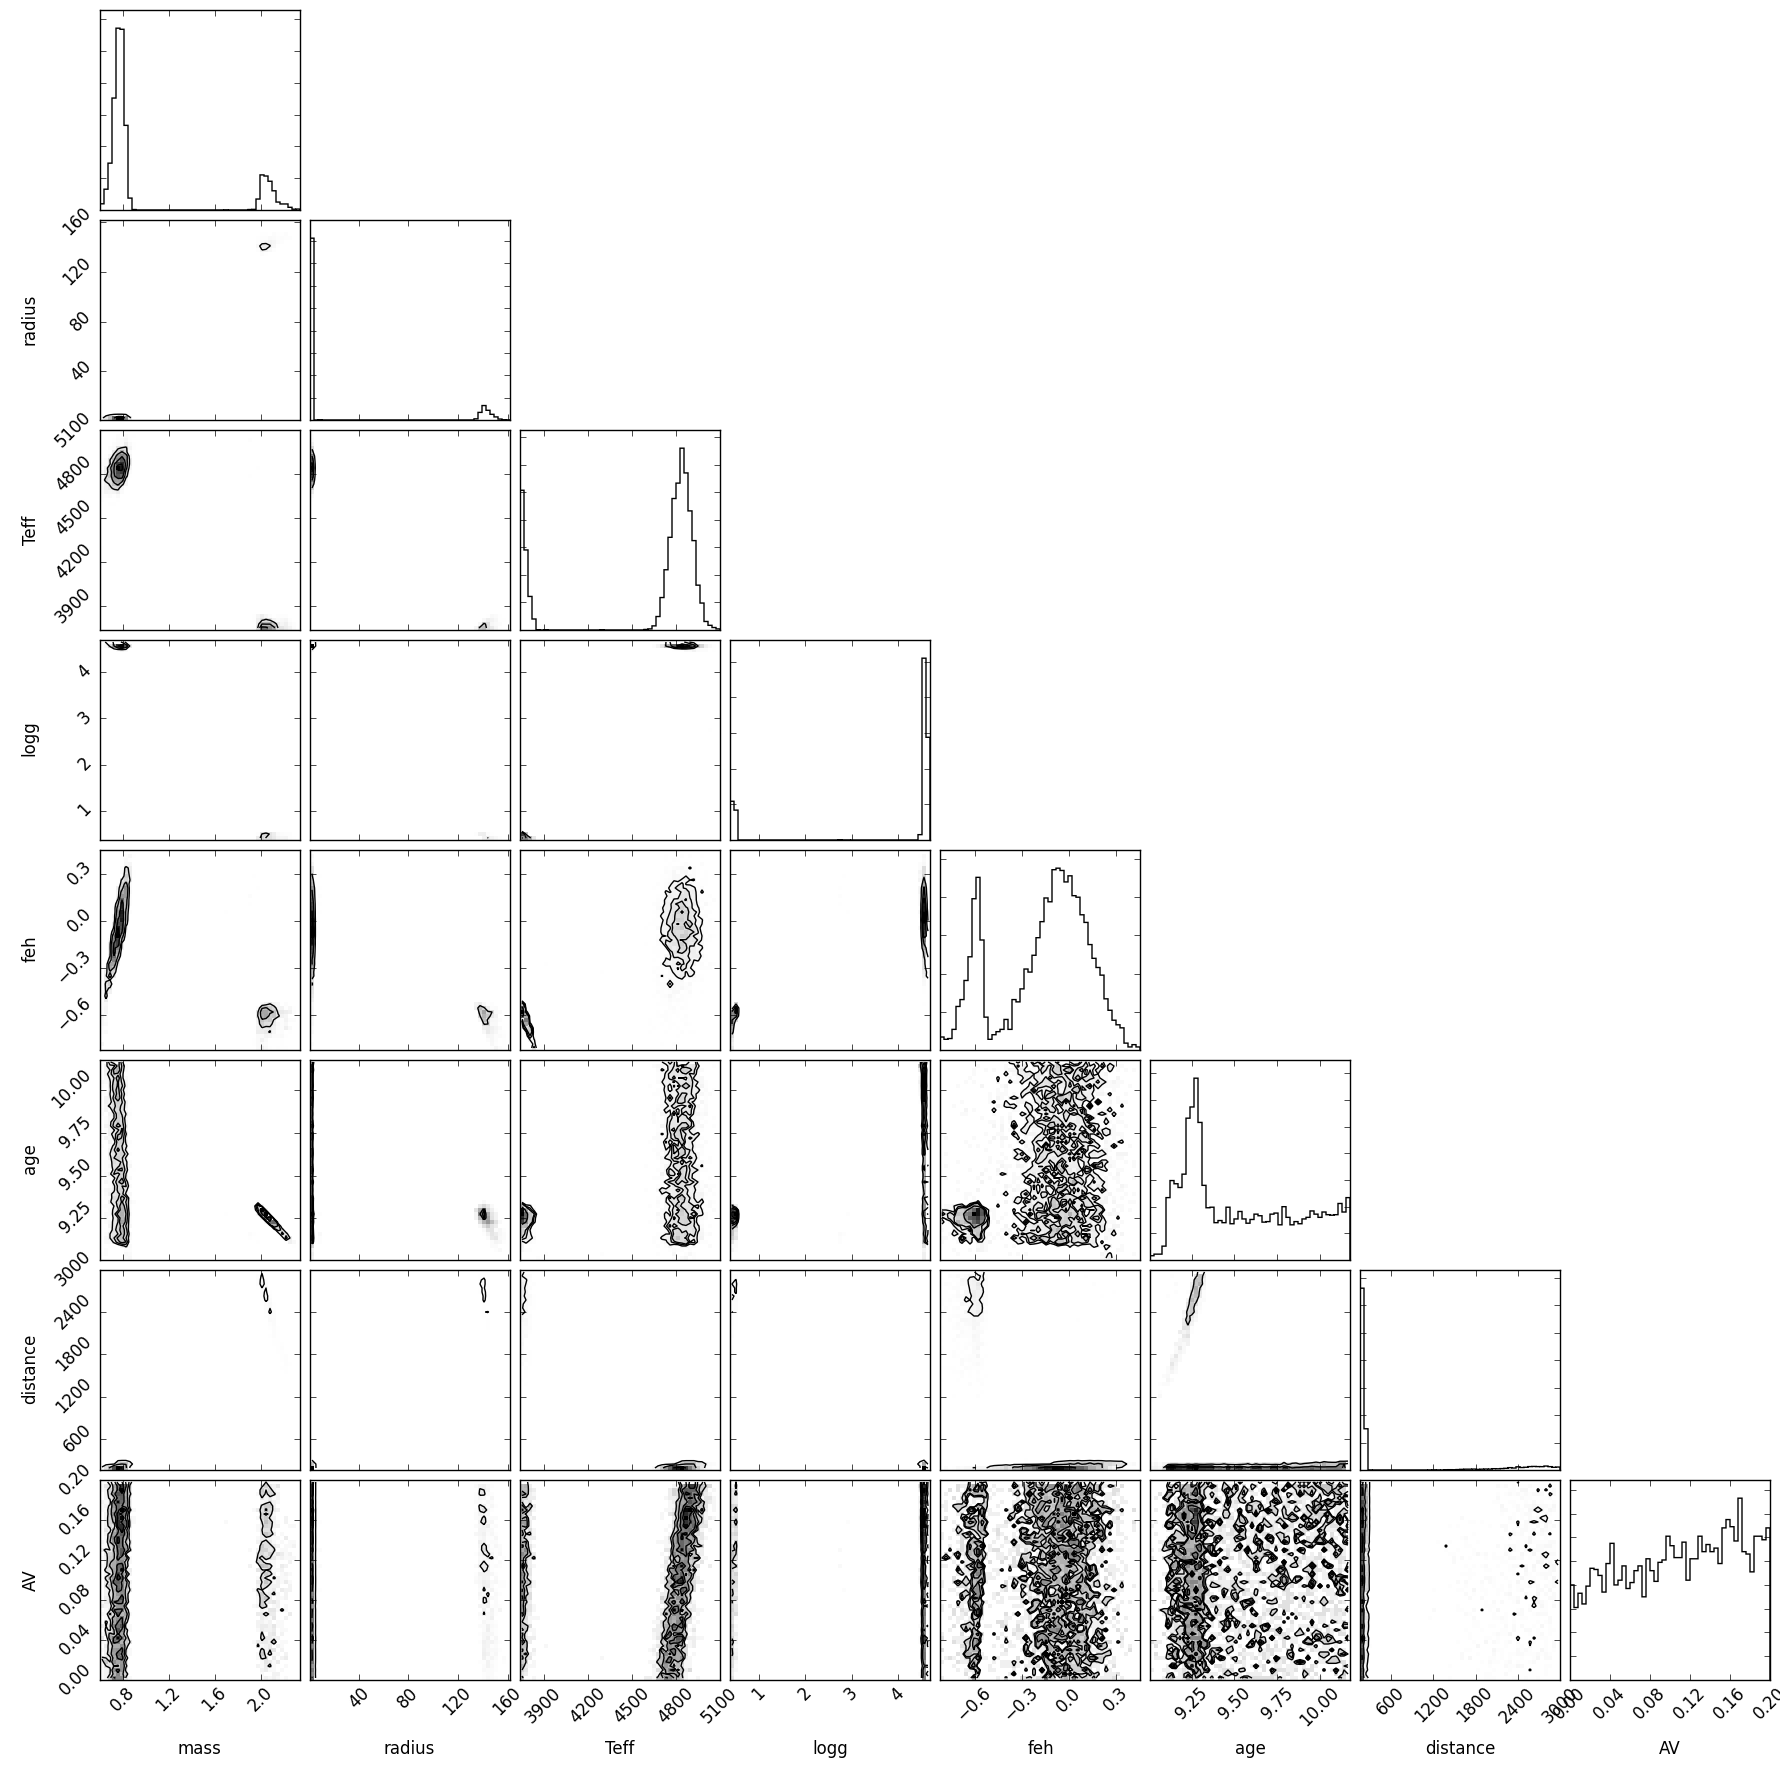 160
120
80
40
radius
5100
4800
4500
4200
3900
Teff
4
3
2
1
logg
0.3
0.0
−0.3
−0.6
feh
10.00
9.75
9.50
9.25
age
3000
2400
1800
1200
600
distance
0.20
0.16
0.12
0.08
0.04
0.00
AV
0.8 1.2 1.6 2.0
40 80 120 160
3900 4200 4500 4800 5100
1 2 3 4
−0.6 −0.3 0.0 0.3
9.25 9.50 9.75 10.00
600 1200 1800 2400 3000
0.00 0.04 0.08 0.12 0.16 0.20
mass radius Teff logg feh age distance AV